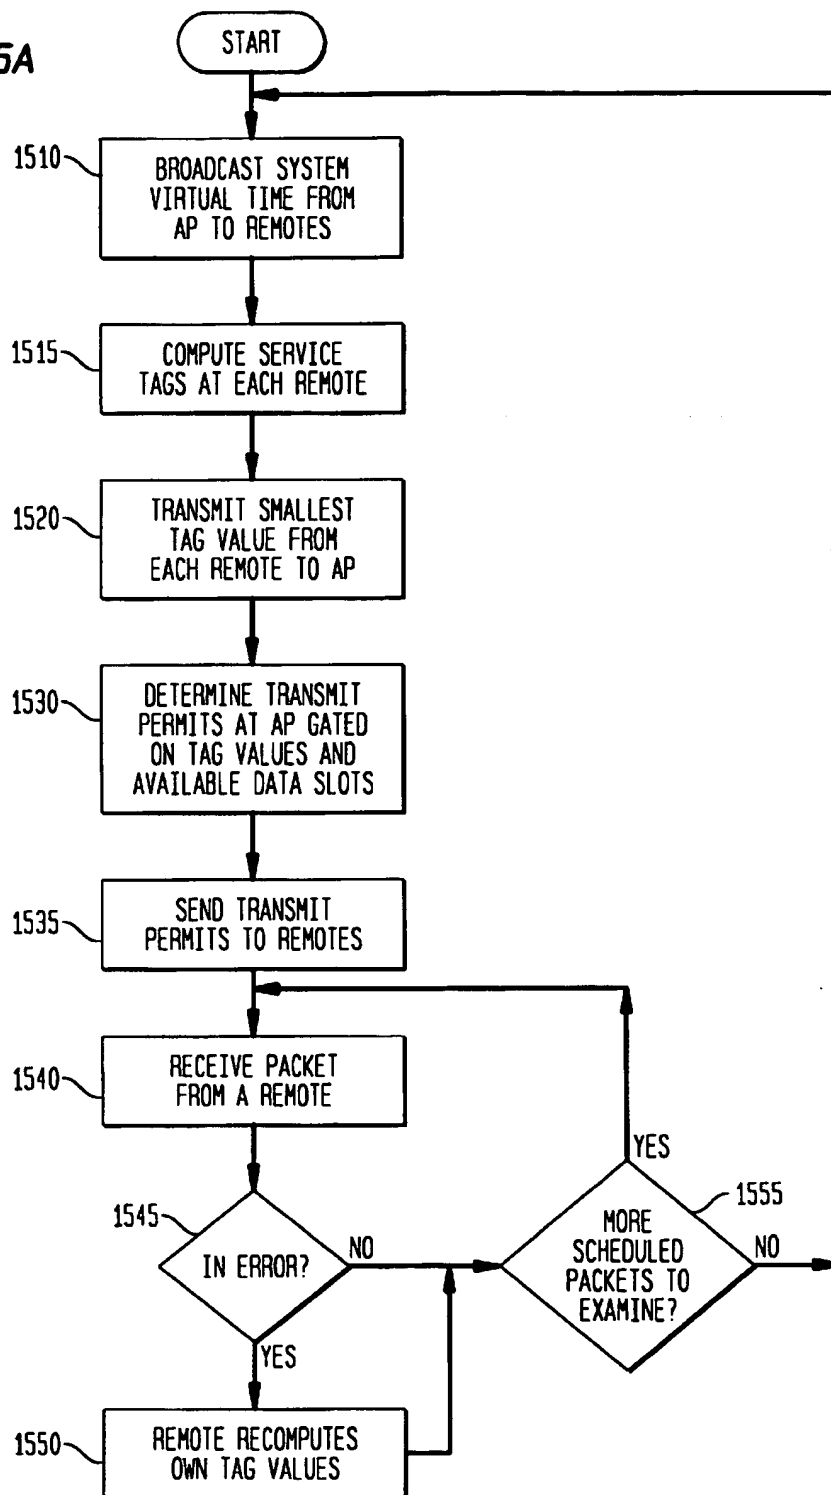 5A
START
1510
BROADCAST SYSTEM
VIRTUAL TIME FROM
AP TO REMOTES
1515
COMPUTE SERVICE
TAGS AT EACH REMOTE
1520
TRANSMIT SMALLEST
TAG VALUE FROM
EACH REMOTE TO AP
1530
DETERMINE TRANSMIT
PERMITS AT AP GATED
ON TAG VALUES AND
AVAILABLE DATA SLOTS
1535
SEND TRANSMIT
PERMITS TO REMOTES
1540
RECEIVE PACKET
FROM A REMOTE
1545
IN ERROR?
NO
YES
1550
REMOTE RECOMPUTES
OWN TAG VALUES
YES
1555
MORE
SCHEDULED
PACKETS TO
EXAMINE?
NO